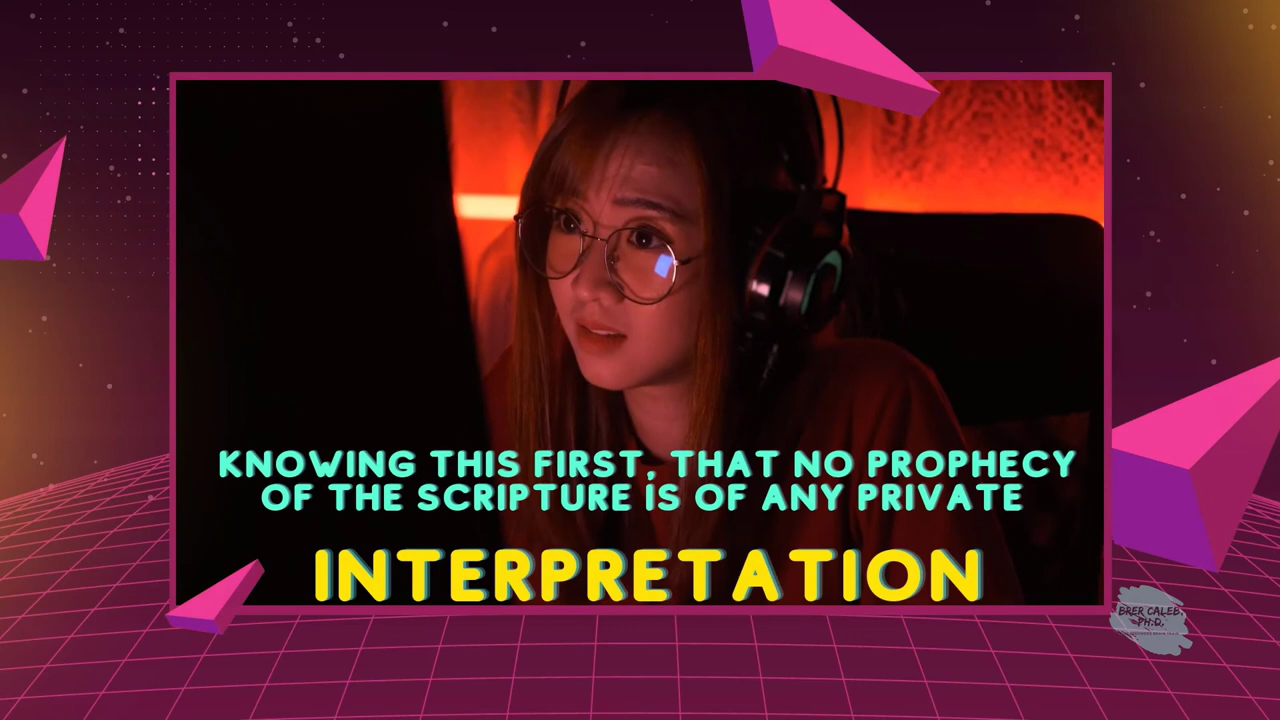 KNOWING THIS FIRST, THAT NO PROPHECY
OF THE SCRIPTURE IS OF ANY PRIVATE
INTERPRETATION
BRER CALEB,
PH.D.